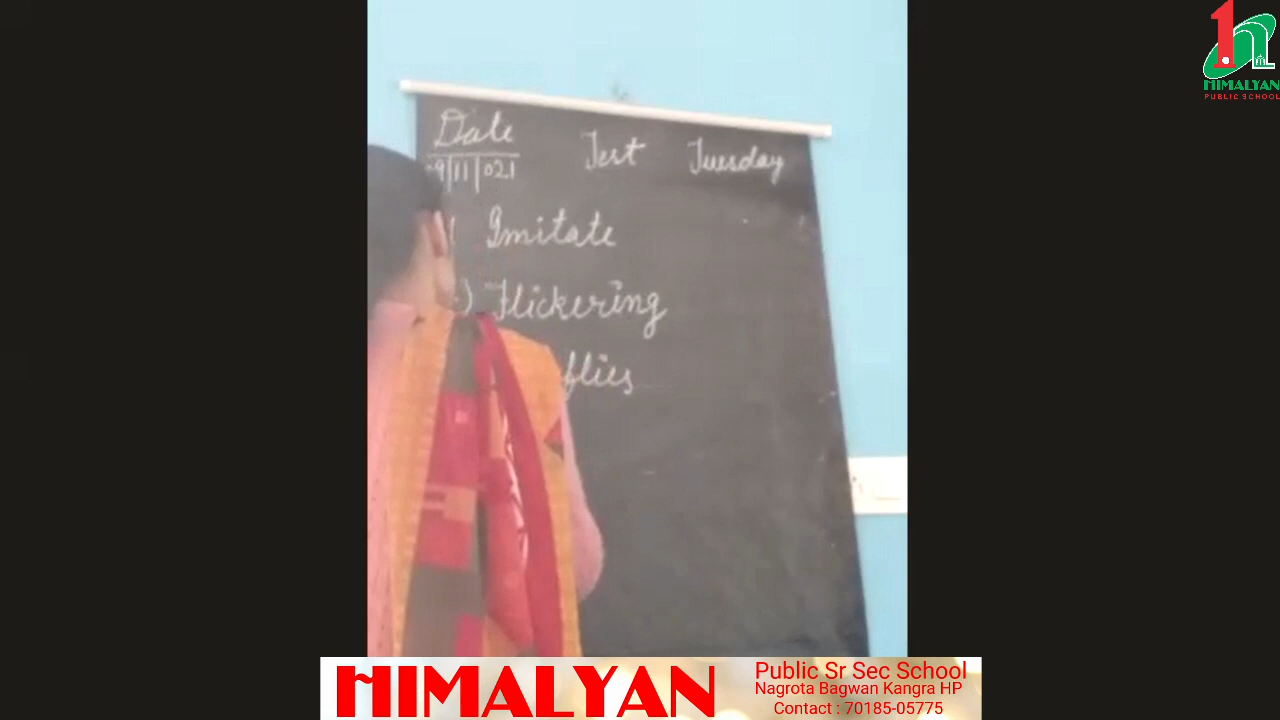 HIMALYAN
PUBLIC SCHOOL
Date
9/11/021
Test Tuesday
Imitate
) Flickering
flies
HIMALYAN
Public Sr Sec School
Nagrota Bagwan Kangra HP
Contact : 70185-05775